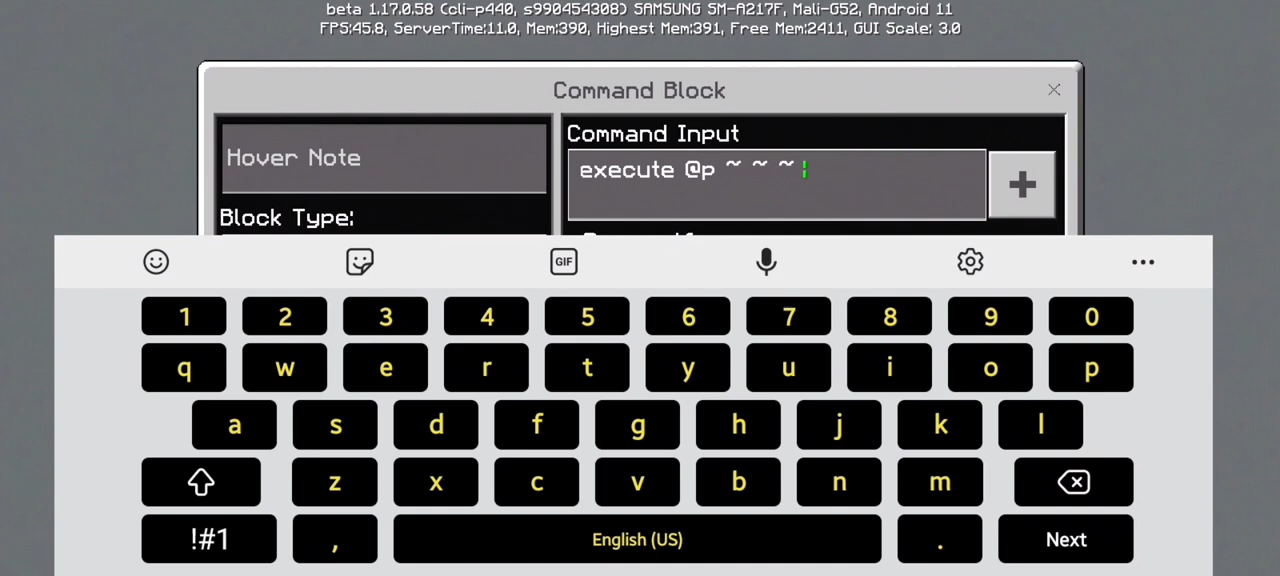 beta 1.17.0.58 (cli-p440, s990454308) SAMSUNG SM-A217F, Mali-G52, Android 11
FPS:45.8, ServerTime:11.0, Mem:390, Highest Mem:391, Free Mem:2411, GUI Scale: 3.0
Command Block
Hover Note
Command Input
execute @p ~ ~ ~
Block Type:
GIF
1 2 3 4 5 6 7 8 9 0
q w e r t y u i o p
a s d f g h j k l
z x c v b n m
!#1 , English (US) . Next